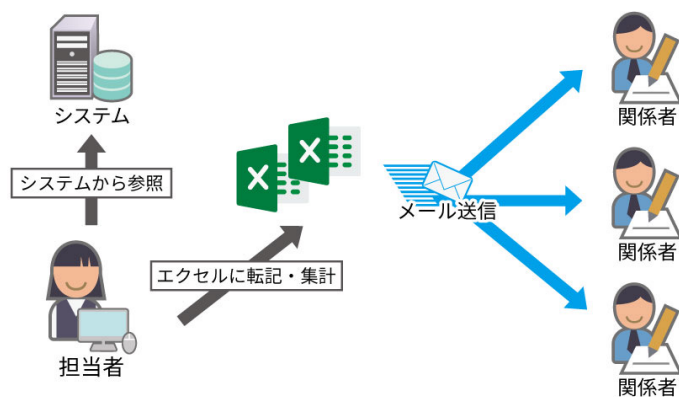 システム
システムから参照
担当者
エクセルに転記・集計
X
X
メール送信
関係者
関係者
関係者